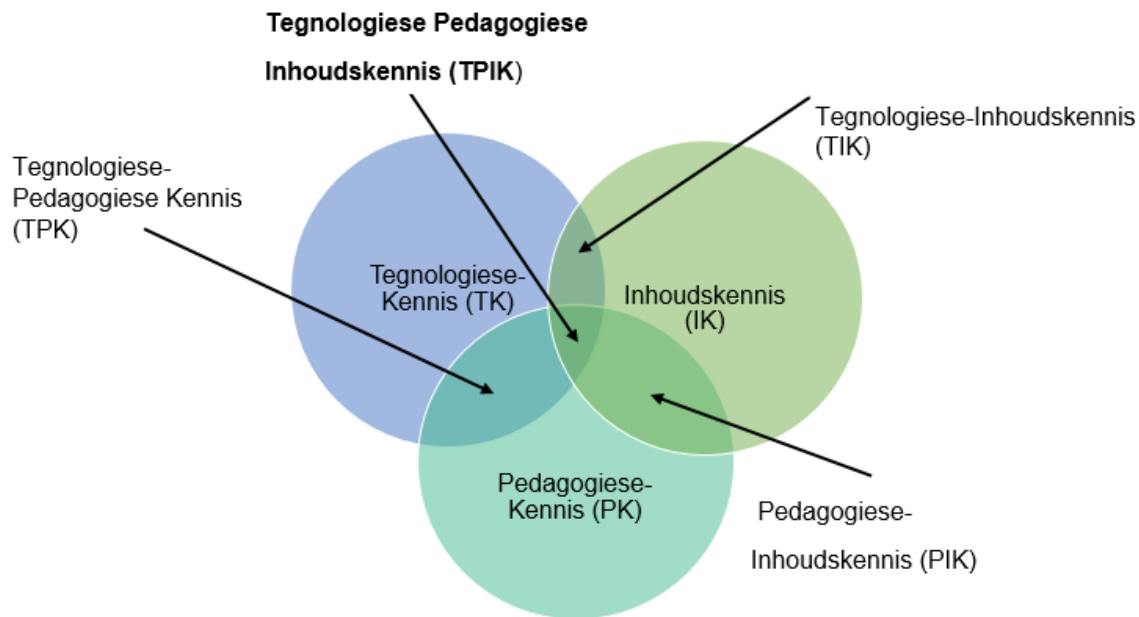 Tegnologiese Pedagogiese
Inhoudskennis (TPIK)
Tegnologiese-Inhoudskennis
(TIK)
Tegnologiese-
Pedagogiese Kennis
(TPK)
Tegnologiese-
Kennis (TK)
Inhoudskennis
(IK)
Pedagogiese-
Kennis (PK)
Pedagogiese-
Inhoudskennis (PIK)